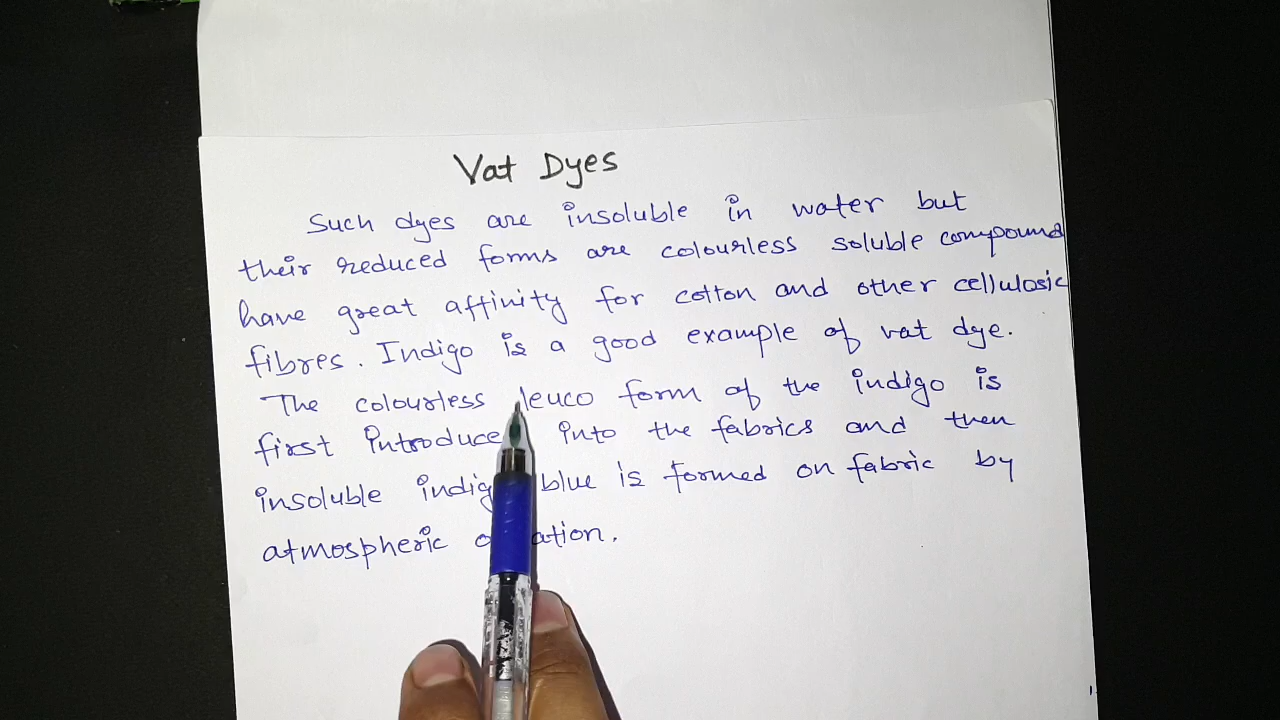 Vat Dyes
Such dyes are insoluble in water but
their reduced forms are colourless soluble compound
have great affinity for cotton and other cellulosic
fibres. Indigo is a good example of vat dye.
The colourless leuco form of the indigo is
first introduce into the fabrics and then
insoluble indigo blue is formed on fabric by
atmospheric